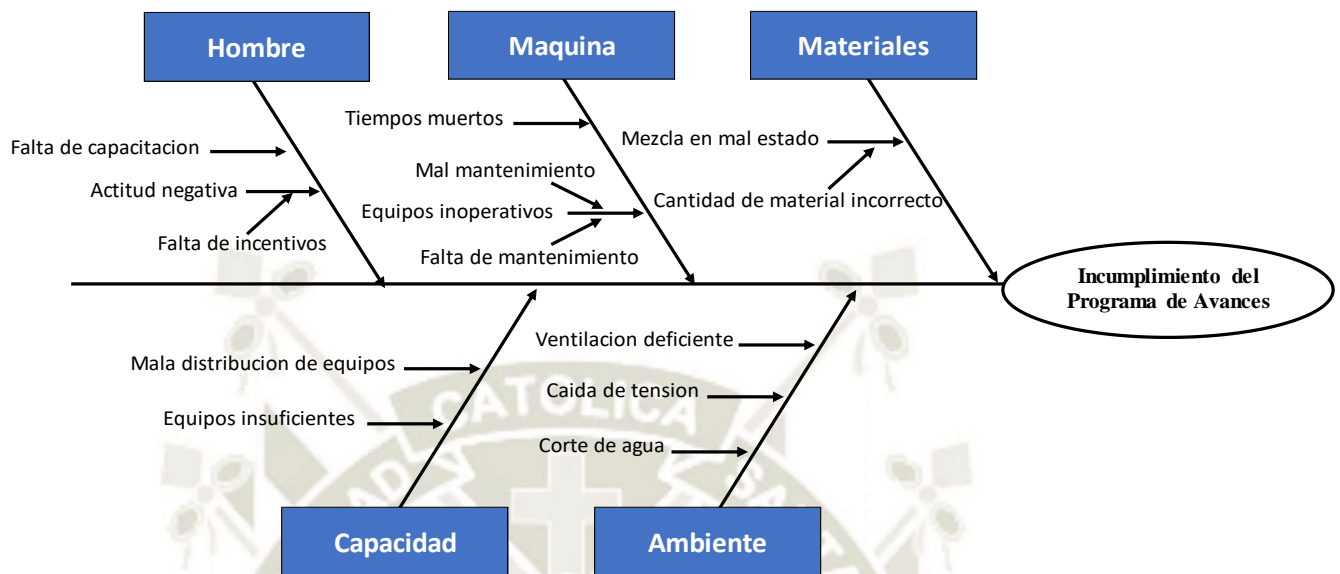 Hombre
Maquina
Materiales
Tiempos muertos
Mezcla en mal estado
Falta de capacitacion
Mal mantenimiento
Actitud negativa
Cantidad de material incorrecto
Equipos inoperativos
Falta de incentivos
Falta de mantenimiento
Incumplimiento del
Programa de Avances
Ventilacion deficiente
Mala distribucion de equipos
Caida de tension
Equipos insuficientes
Corte de agua
CATOLICA
Capacidad
Ambiente